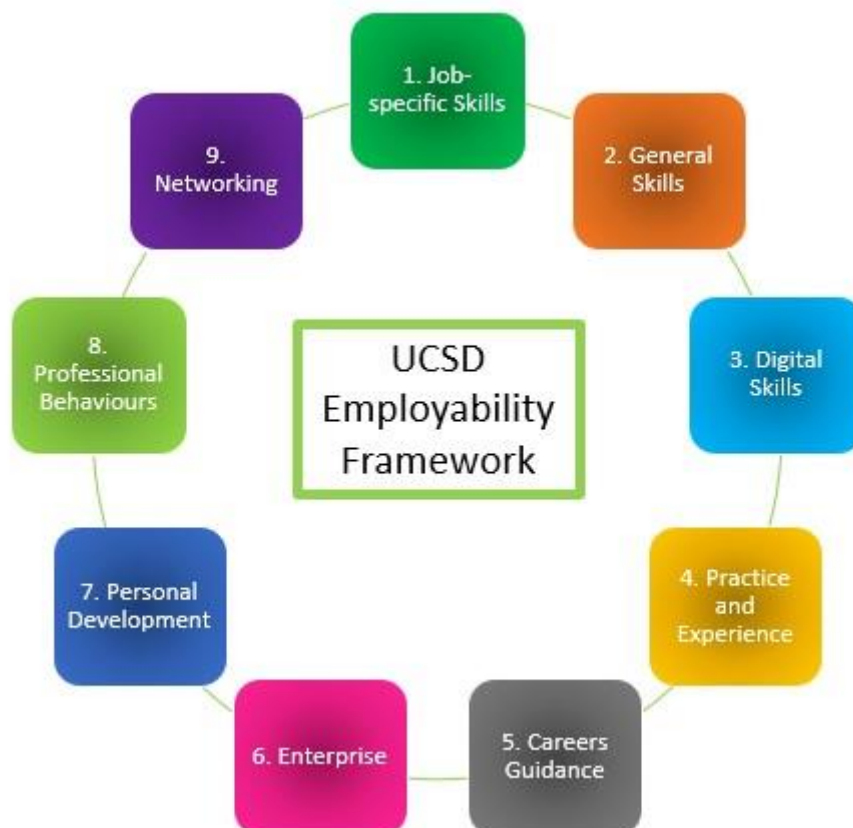 1. Job-
specific Skills
2. General
Skills
3. Digital
Skills
4. Practice
and
Experience
5. Careers
Guidance
6. Enterprise
7. Personal
Development
8.
Professional
Behaviours
9.
Networking
UCSD
Employability
Framework